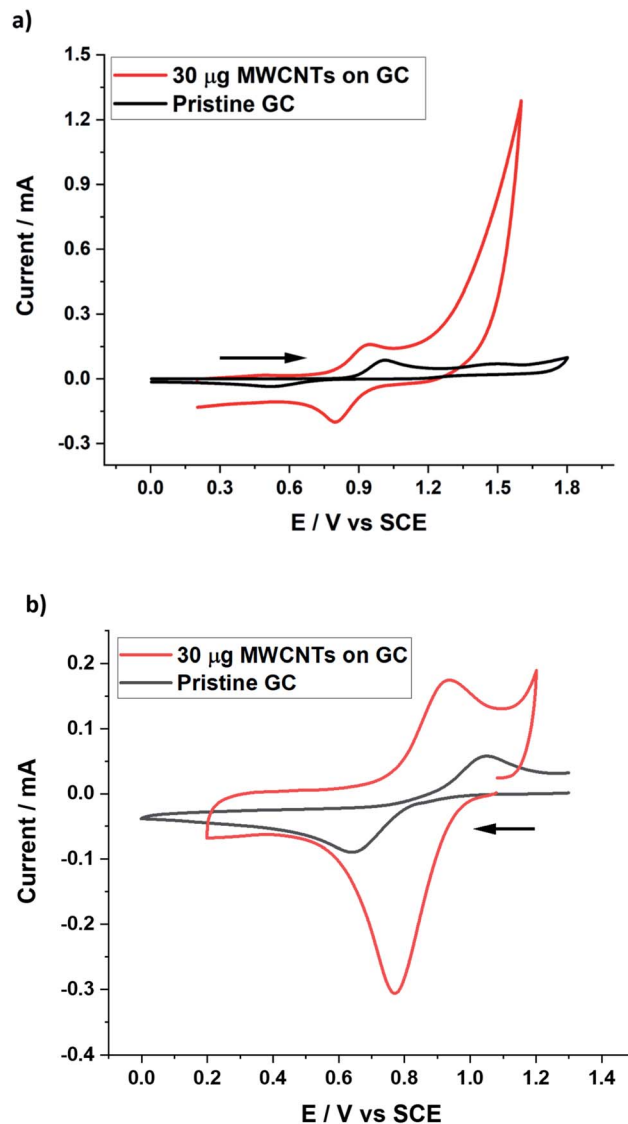 a)
1.5
1.2
0.9
0.6
0.3
0.0
-0.3
Current / mA
30 μg MWCNTs on GC
Pristine GC
0.0 0.3 0.6 0.9 1.2 1.5 1.8
E / V vs SCE
b)
0.2
0.1
0.0
-0.1
-0.2
-0.3
-0.4
Current / mA
30 μg MWCNTs on GC
Pristine GC
0.0 0.2 0.4 0.6 0.8 1.0 1.2 1.4
E / V vs SCE